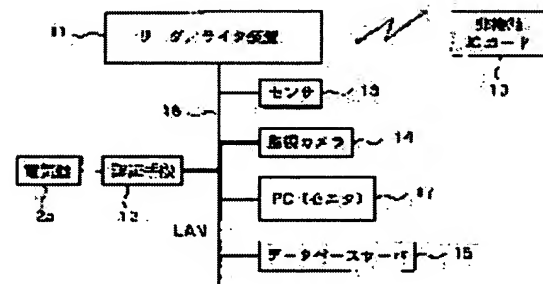 11
リーダ/ライタ装置
非接触
ICカード
10
センサ
13
16
監視カメラ
14
電気錠
2a
認証手段
12
PC(モニタ)
17
LAN
データベースサーバ
15